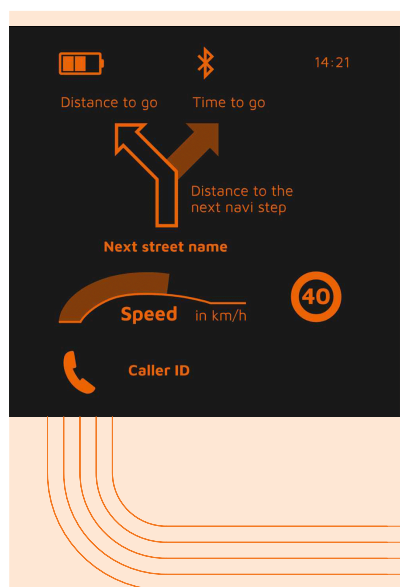 14:21
Distance to go
Time to go
Distance to the
next navi step
Next street name
40
Speed in km/h
Caller ID